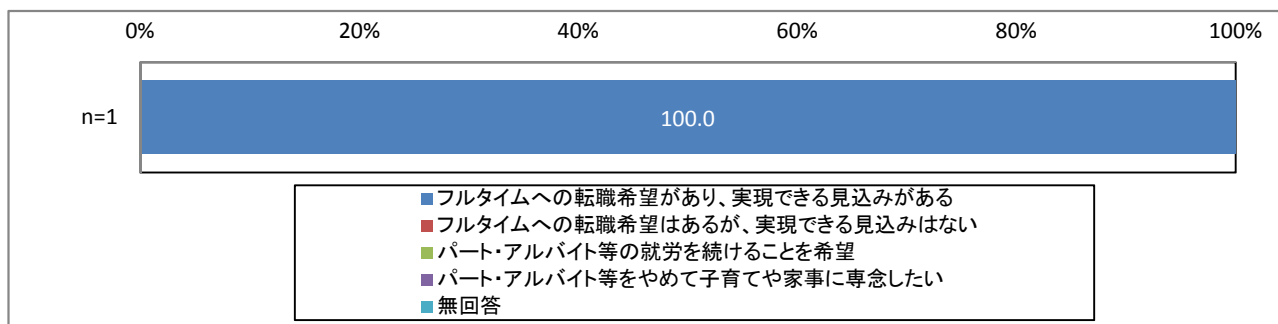 0% 20% 40% 60% 80% 100%
n=1 100.0
フルタイムへの転職希望があり、実現できる見込みがある
フルタイムへの転職希望はあるが、実現できる見込みはない
パート・アルバイト等の就労を続けることを希望
パート・アルバイト等をやめて子育てや家事に専念したい
無回答